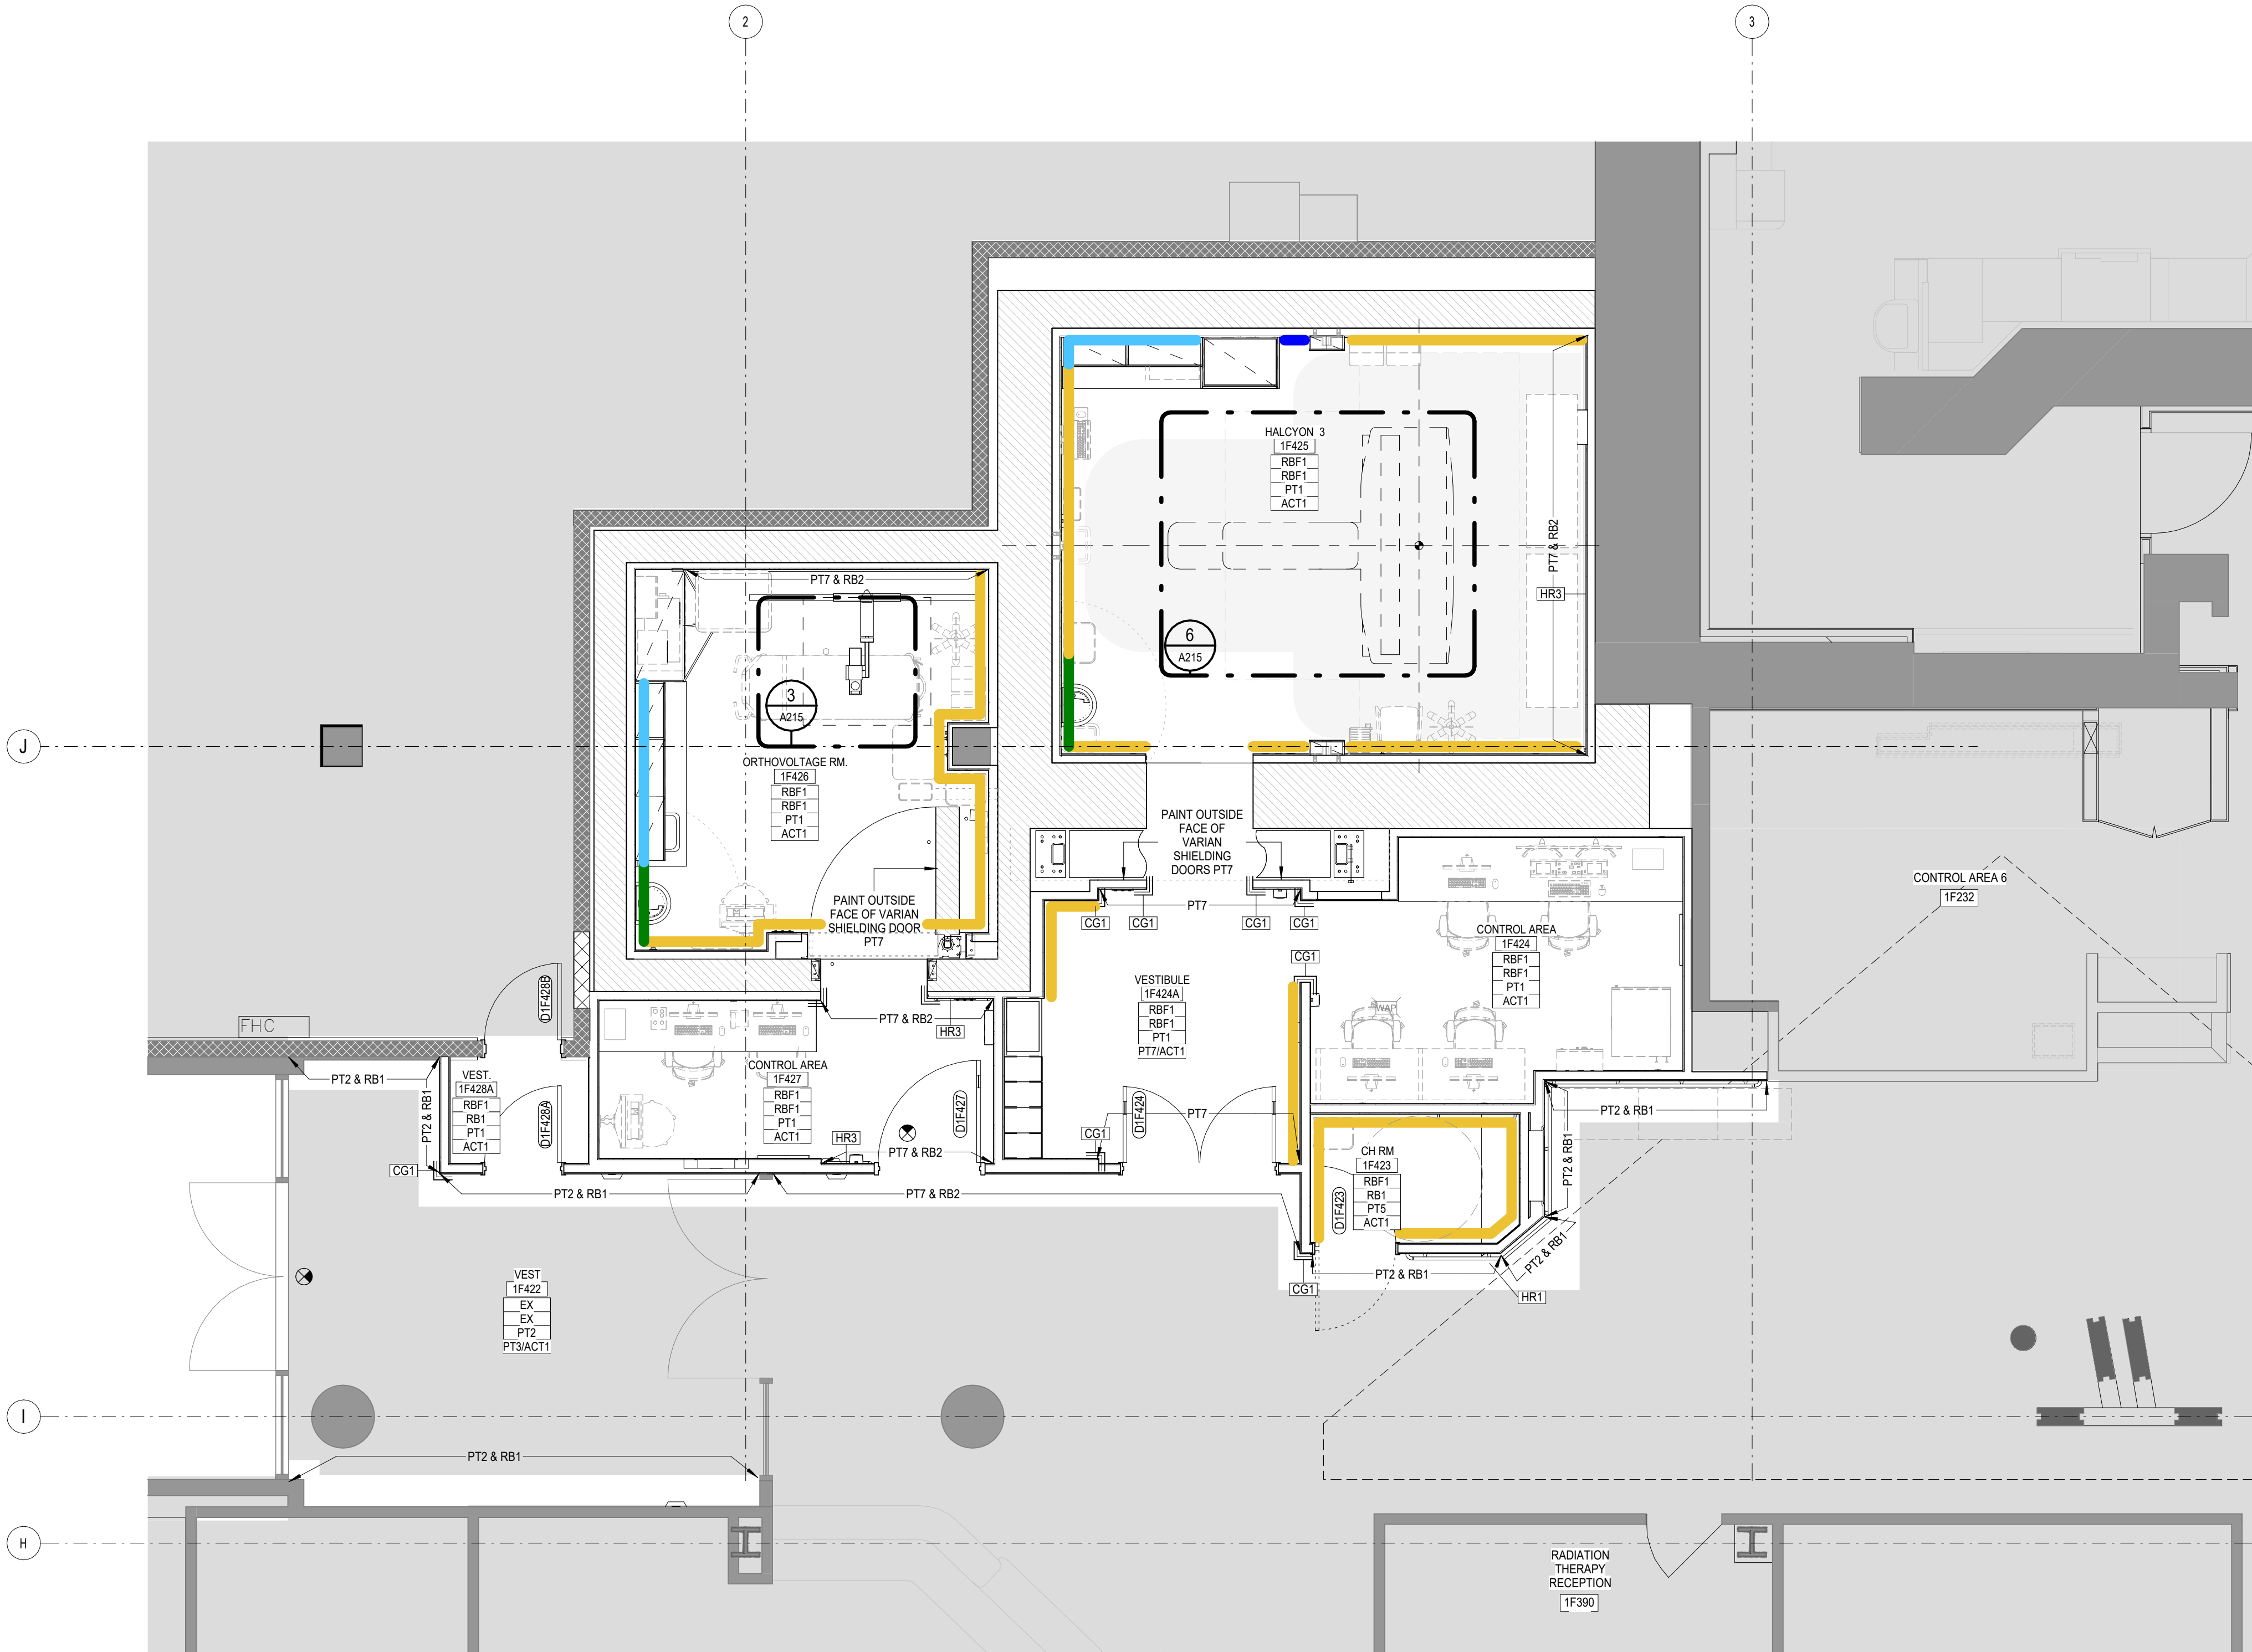 2
3
HALCYON 3
1F425
RBF1
RBF1
PT1
ACT1
PT7 & RB2
HR3
6
A215
PT7 & RB2
3
A215
J
ORTHOVOLTAGE RM.
1F426
RBF1
RBF1
PT1
ACT1
PAINT OUTSIDE
FACE OF
VARIAN
SHIELDING
DOORS PT7
PAINT OUTSIDE
FACE OF VARIAN
SHIELDING DOOR
PT7
CONTROL AREA 6
1F232
PT7
CG1
CG1
CG1
CG1
CONTROL AREA
1F424
RBF1
RBF1
PT1
ACT1
CG1
VESTIBULE
1F424A
RBF1
RBF1
PT1
PT7/ACT1
WAP
D1F428B
FHC
PT7 & RB2
HR3
PT2 & RB1
VEST.
1F428A
RBF1
RB1
PT1
ACT1
PT2 & RB1
D1F428A
CONTROL AREA
1F427
RBF1
RBF1
PT1
ACT1
D1F427
D1F424
PT7
CG1
PT2 & RB1
PT2 & RB1
HR3
PT7 & RB2
CG1
PT2 & RB1
PT7 & RB2
CH RM
1F423
RBF1
RB1
PT5
ACT1
D1F423
PT2 & RB1
PT2 & RB1
CG1
HR1
VEST
1F422
EX
EX
PT2
PT3/ACT1
I
PT2 & RB1
H
RADIATION
THERAPY
RECEPTION
1F390